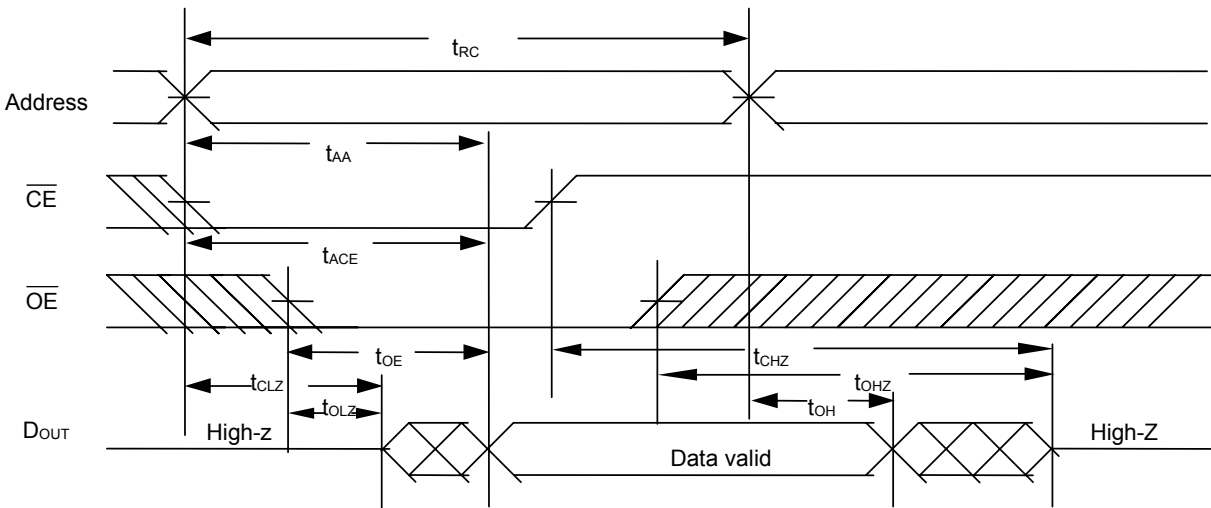 tRC
Address
tAA
CE
tACE
OE
tOE
tCHZ
tCLZ
tOHZ
tOLZ
tOH
DOUT
High-z
Data valid
High-Z